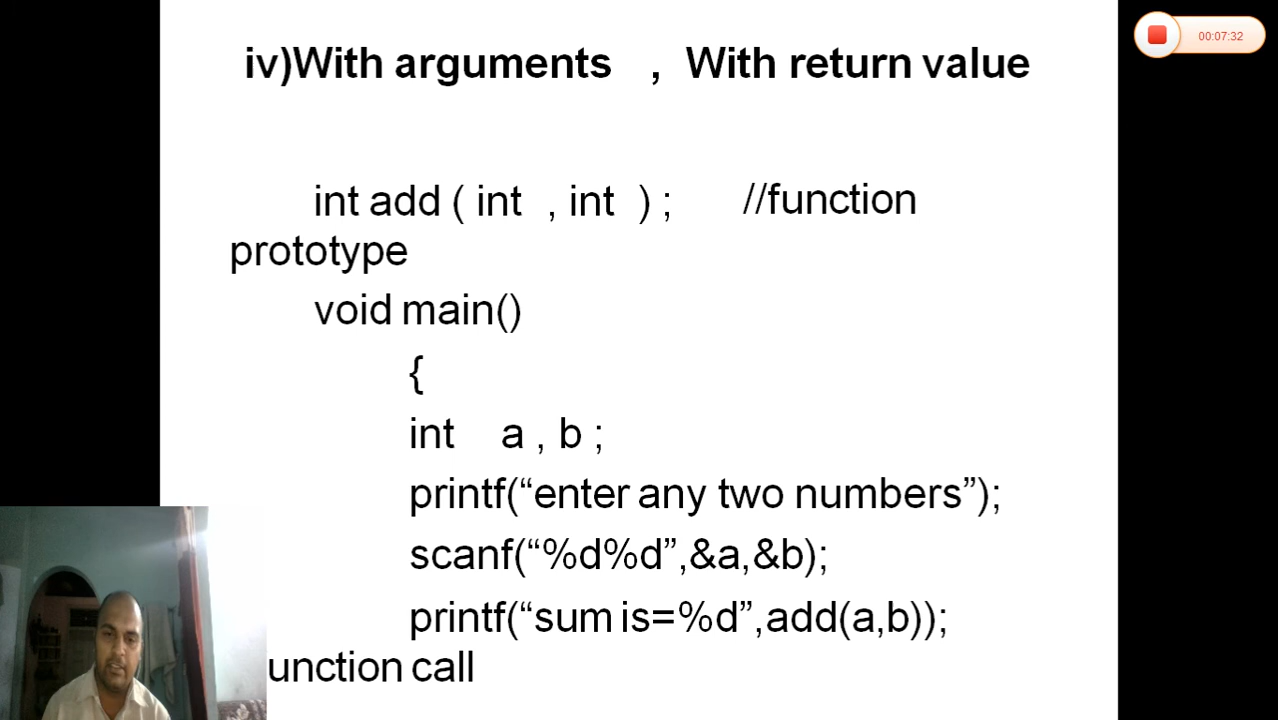 00:07:32
iv)With arguments , With return value
int add ( int , int ) ; //function
prototype
void main()
{
int a , b ;
printf(“enter any two numbers”);
scanf(“%d%d”,&a,&b);
printf(“sum is=%d”,add(a,b));
unction call